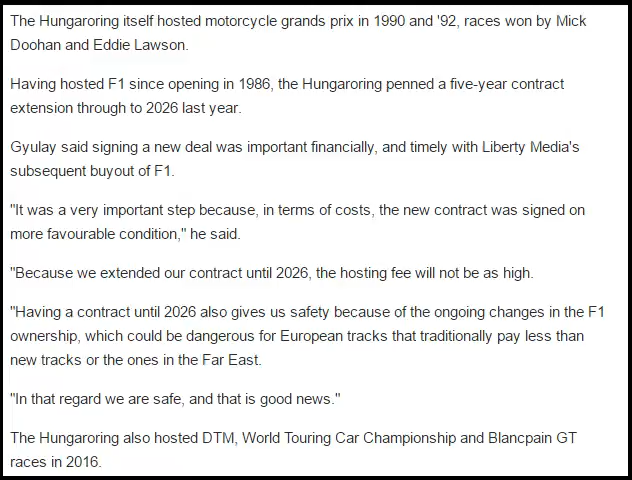 The Hungaroring itself hosted motorcycle grands prix in 1990 and '92, races won by Mick
Doohan and Eddie Lawson.
Having hosted F1 since opening in 1986, the Hungaroring penned a five-year contract
extension through to 2026 last year.
Gyulay said signing a new deal was important financially, and timely with Liberty Media's
subsequent buyout of F1.
"It was a very important step because, in terms of costs, the new contract was signed on
more favourable condition," he said.
"Because we extended our contract until 2026, the hosting fee will not be as high.
"Having a contract until 2026 also gives us safety because of the ongoing changes in the F1
ownership, which could be dangerous for European tracks that traditionally pay less than
new tracks or the ones in the Far East.
"In that regard we are safe, and that is good news."
The Hungaroring also hosted DTM, World Touring Car Championship and Blancpain GT
races in 2016.